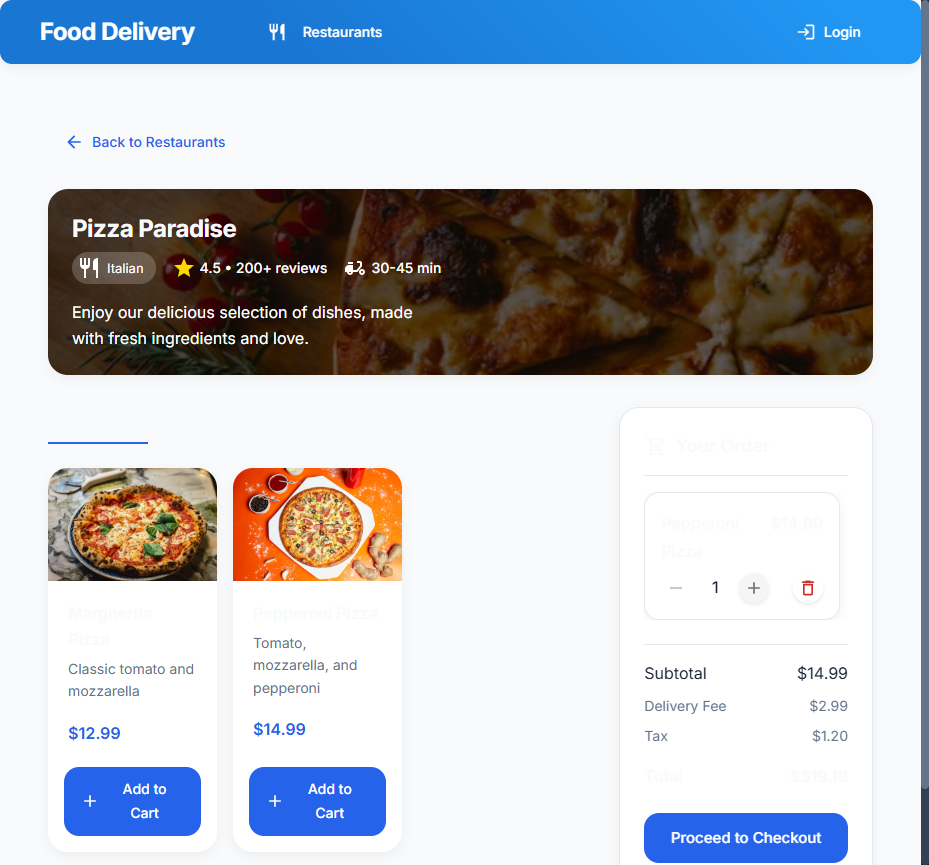 Food Delivery
Restaurants
Login
Back to Restaurants
Pizza Paradise
Italian
4.5 • 200+ reviews
30-45 min
Enjoy our delicious selection of dishes, made
with fresh ingredients and love.
Margherita
Pizza
Classic tomato and
mozzarella
$12.99
Add to
Cart
Pepperoni Pizza
Tomato,
mozzarella, and
pepperoni
$14.99
Add to
Cart
Your Order
Pepperoni $14.99
Pizza
1
Subtotal $14.99
Delivery Fee $2.99
Tax $1.20
Total
Proceed to Checkout